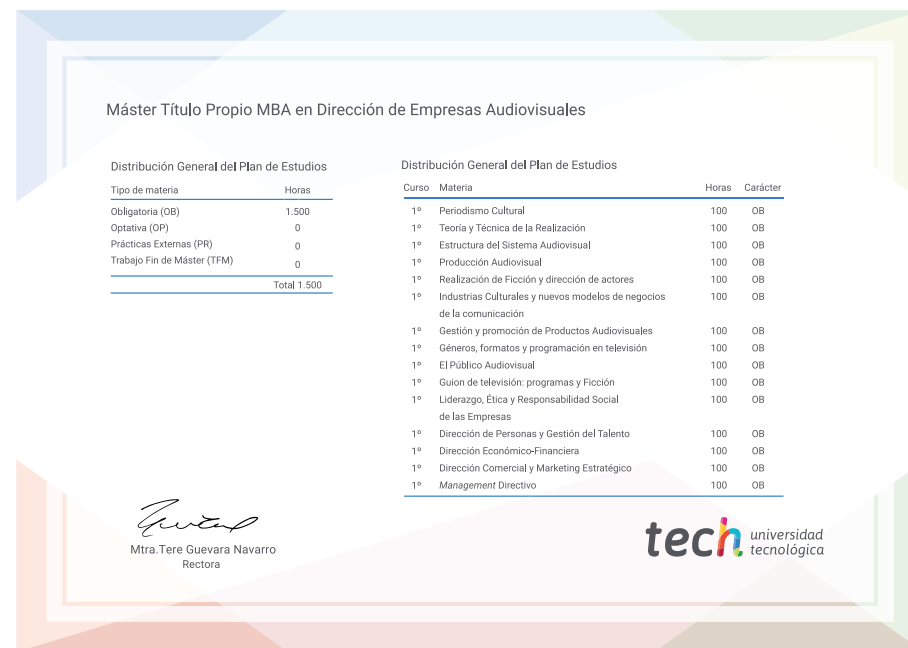 Máster Título Propio MBA en Dirección de Empresas Audiovisuales
Distribución General del Plan de Estudios
Tipo de materia Horas
Obligatoria (OB) 1.500
Optativa (OP) 0
Prácticas Externas (PR) 0
Trabajo Fin de Máster (TFM) 0
Total 1.500
Distribución General del Plan de Estudios
Curso Materia Horas Carácter
1º Periodismo Cultural 100 OB
1º Teoría y Técnica de la Realización 100 OB
1º Estructura del Sistema Audiovisual 100 OB
1º Producción Audiovisual 100 OB
1º Realización de Ficción y dirección de actores 100 OB
1º Industrias Culturales y nuevos modelos de negocios 100 OB
de la comunicación
1º Gestión y promoción de Productos Audiovisuales 100 OB
1º Géneros, formatos y programación en televisión 100 OB
1º El Público Audiovisual 100 OB
1º Guion de televisión: programas y Ficción 100 OB
1º Liderazgo, Ética y Responsabilidad Social 100 OB
de las Empresas
1º Dirección de Personas y Gestión del Talento 100 OB
1º Dirección Económico-Financiera 100 OB
1º Dirección Comercial y Marketing Estratégico 100 OB
1º Management Directivo 100 OB
Mtra.Tere Guevara Navarro
Rectora
tech universidad
tecnológica